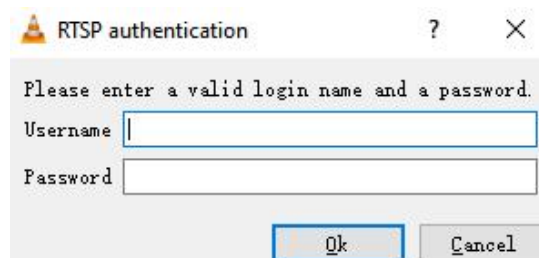 RTSP authentication ? ×
Please enter a valid login name and a password.
Username
Password
Ok Cancel